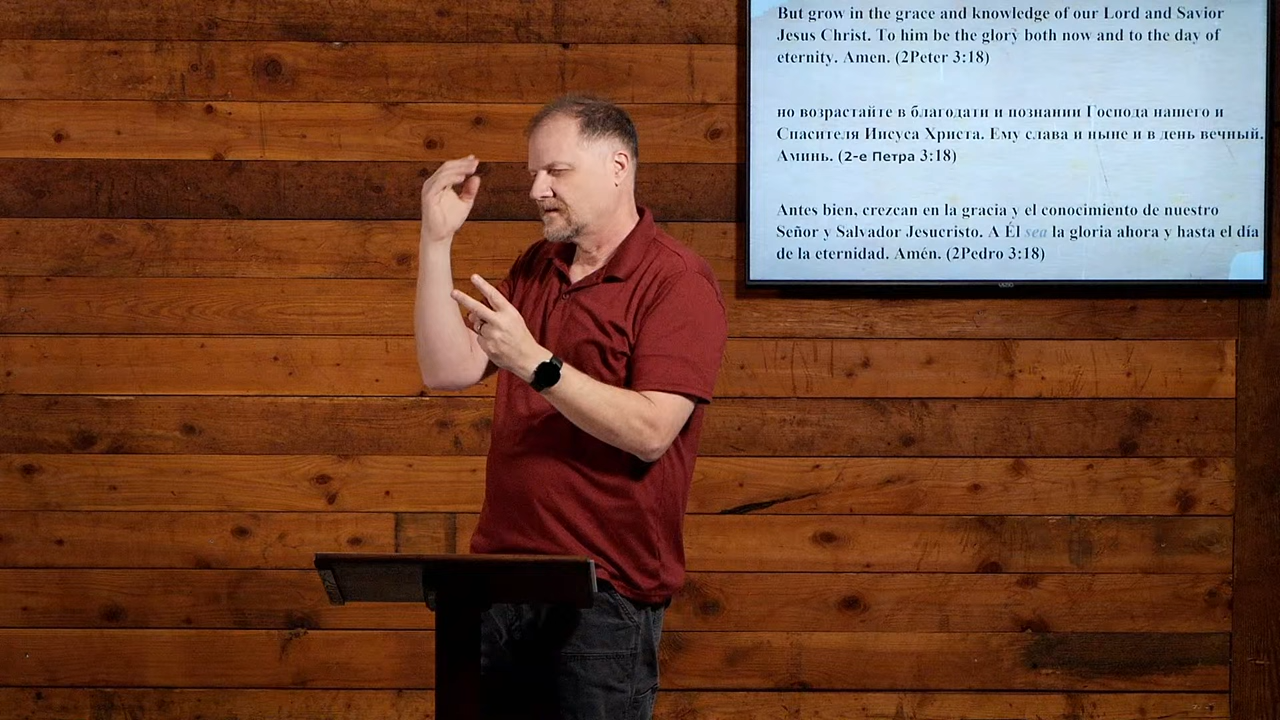 But grow in the grace and knowledge of our Lord and Savior
Jesus Christ. To him be the glory both now and to the day of
eternity. Amen. (2Peter 3:18)
но возрастайте в благодати и познании Господа нашего и
Спасителя Иисуса Христа. Ему слава и ныне и в день вечный.
Аминь. (2-е Петра 3:18)
Antes bien, crezcan en la gracia y el conocimiento de nuestro
Señor y Salvador Jesucristo. A Él sea la gloria ahora y hasta el día
de la eternidad. Amén. (2Pedro 3:18)
VIZIO